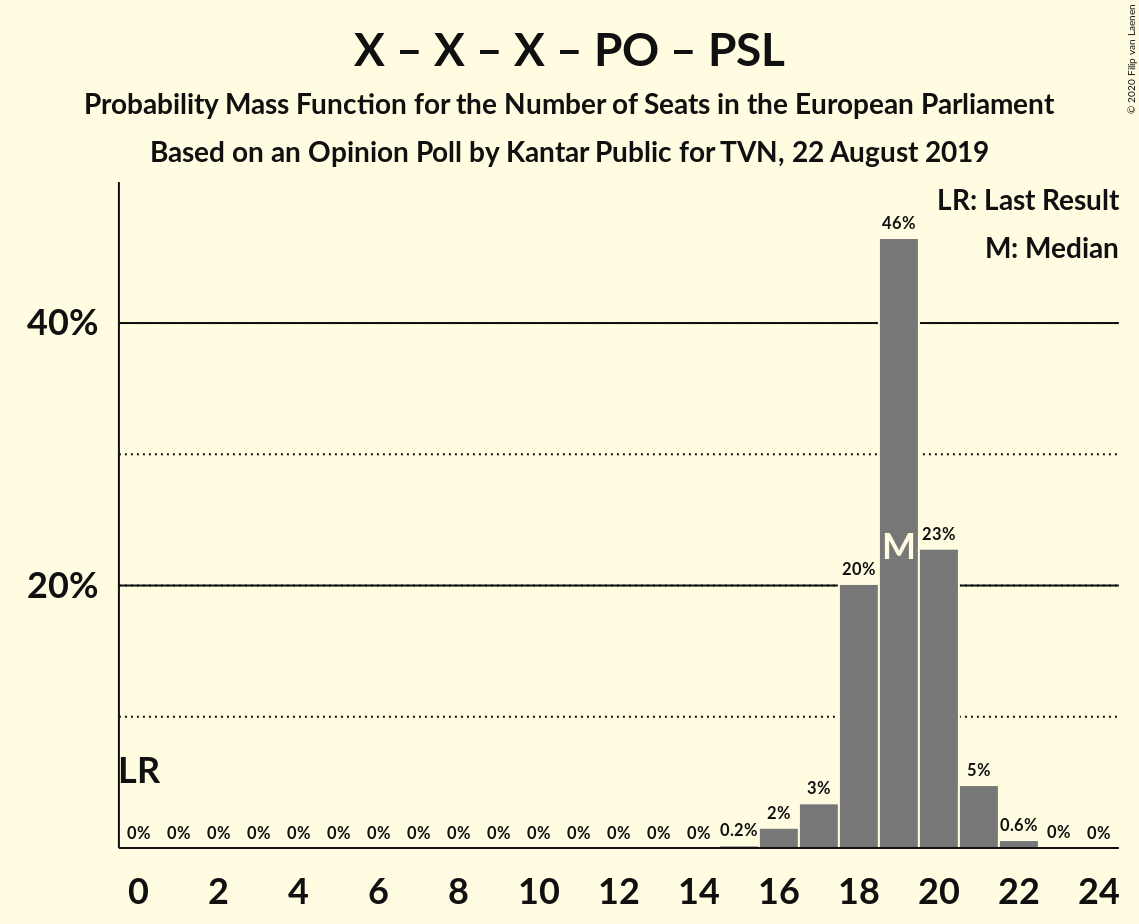 X – X – X – PO – PSL
Probability Mass Function for the Number of Seats in the European Parliament
Based on an Opinion Poll by Kantar Public for TVN, 22 August 2019
© 2020 Filip van Laenen
LR: Last Result
M: Median
46%
40%
M
23%
20%
20%
LR
5%
3%
2%
0% 0% 0% 0% 0% 0% 0% 0% 0% 0% 0% 0% 0% 0% 0% 0.2% 0.6% 0% 0%
0 2 4 6 8 10 12 14 16 18 20 22 24